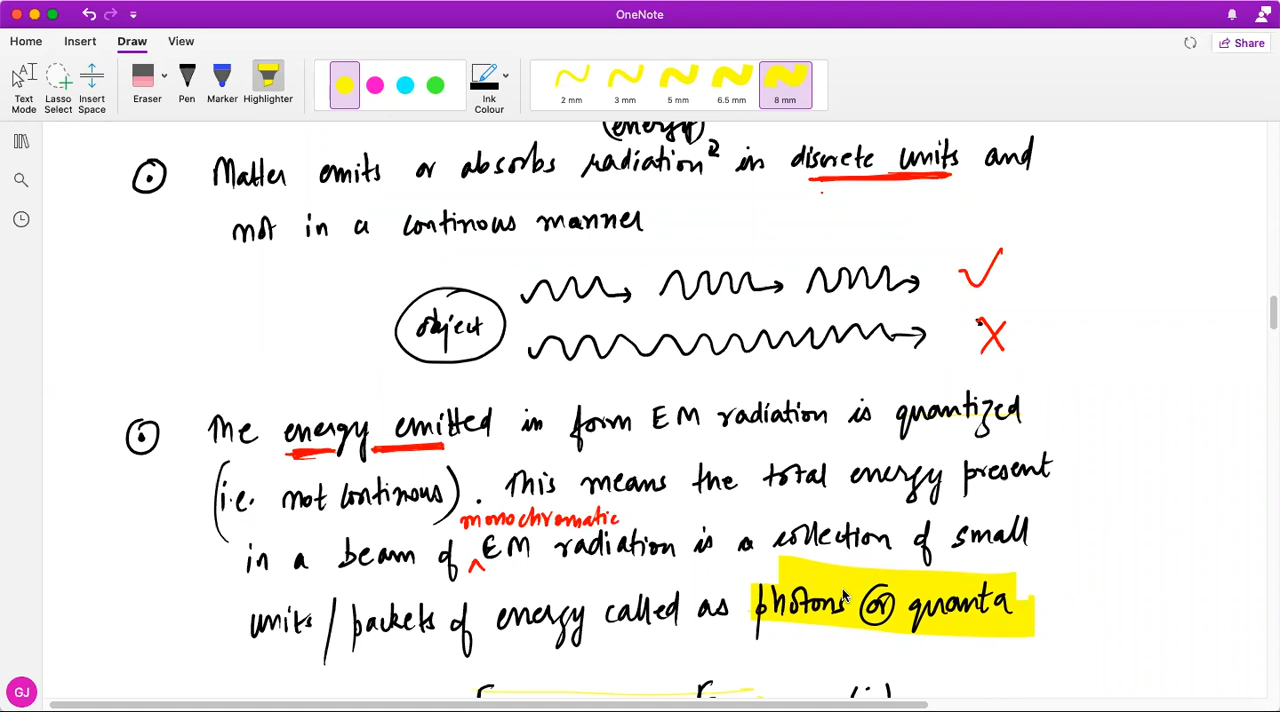 OneNote
Home Insert Draw View
Share
Text Mode
Lasso Select
Insert Space
Eraser
Pen
Marker
Highlighter
Ink Colour
2 mm
3 mm
5 mm
6.5 mm
8 mm
(energy)
Matter emits or absorbs radiation in discrete units and
not in a continous manner
object
The energy emitted in form EM radiation is quantized
(i.e. not continous). This means the total energy present
monochromatic
in a beam of EM radiation is a collection of small
units / packets of energy called as photons or quanta
GJ